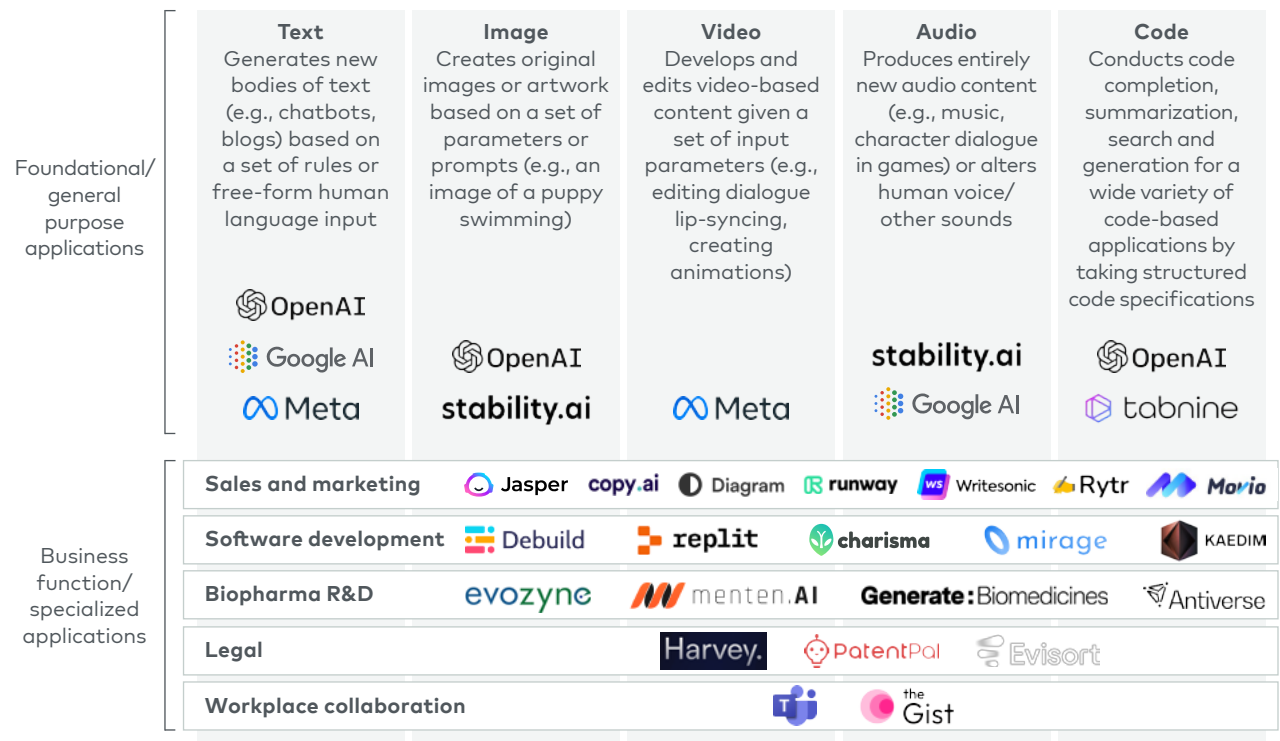 Foundational/
general
purpose
applications
Text
Generates new
bodies of text
(e.g., chatbots,
blogs) based on
a set of rules or
free-form human
language input
OpenAI
Google AI
Meta
Image
Creates original
images or artwork
based on a set of
parameters or
prompts (e.g., an
image of a puppy
swimming)
OpenAI
stability.ai
Video
Develops and
edits video-based
content given a
set of input
parameters (e.g.,
editing dialogue
lip-syncing,
creating
animations)
Meta
Audio
Produces entirely
new audio content
(e.g., music,
character dialogue
in games) or alters
human voice/
other sounds
stability.ai
Google AI
Code
Conducts code
completion,
summarization,
search and
generation for a
wide variety of
code-based
applications by
taking structured
code specifications
OpenAI
tabnine
Business
function/
specialized
applications
Sales and marketing Jasper copy.ai Diagram R runway WS Writesonic Rytr Movio
Software development Debuild replit charisma mirage KAEDIM
Biopharma R&D evozyne menten.AI Generate:Biomedicines Antiverse
Legal Harvey. PatentPal Evisort
Workplace collaboration T the Gist